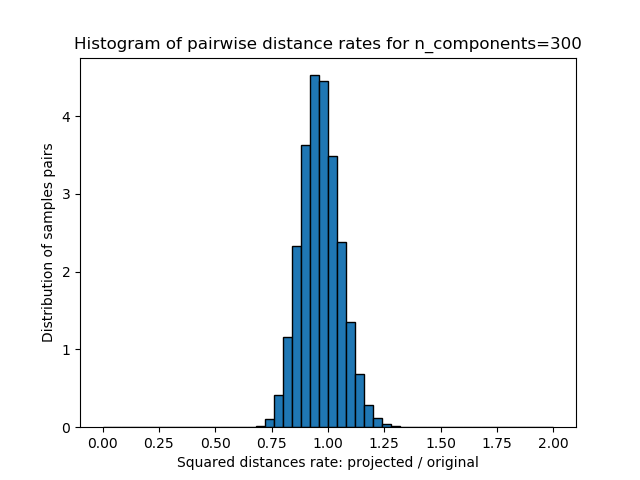 Histogram of pairwise distance rates for n_components=300
Distribution of samples pairs
4
3
2
1
0
0.00 0.25 0.50 0.75 1.00 1.25 1.50 1.75 2.00
Squared distances rate: projected / original